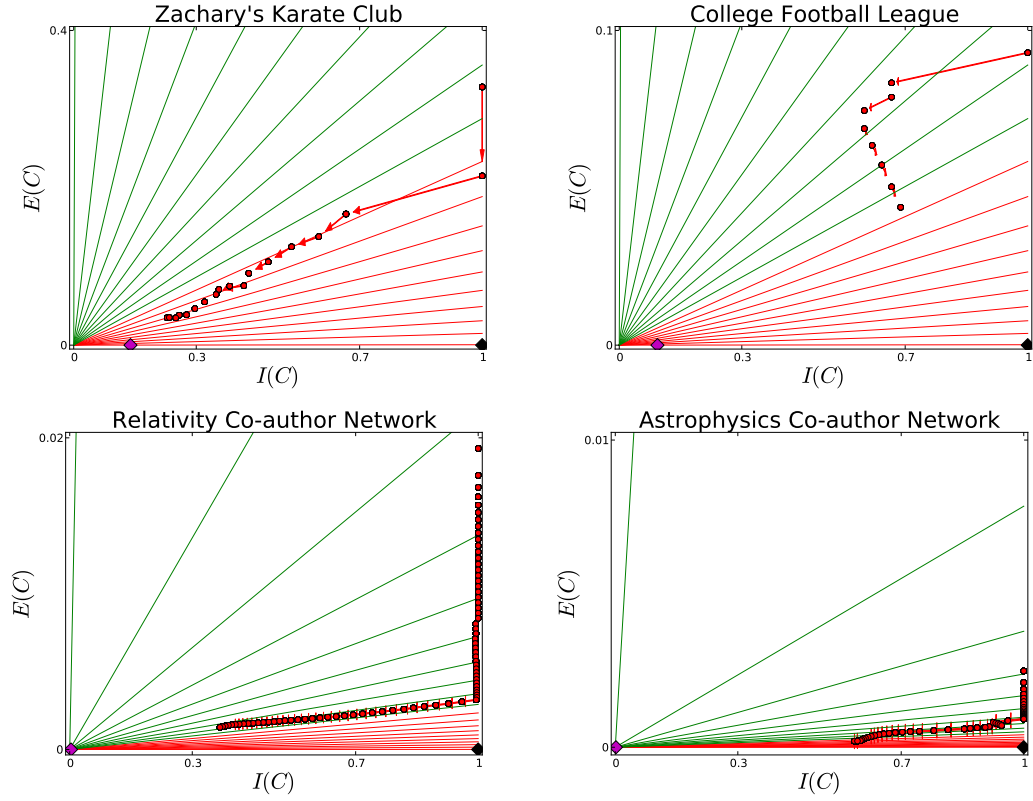 Zachary's Karate Club
0.4
E(C)
0
0
0.3
0.7
1
I(C)
College Football League
0.1
E(C)
0
0
0.3
0.7
1
I(C)
Relativity Co-author Network
0.02
E(C)
0
0
0.3
0.7
1
I(C)
Astrophysics Co-author Network
0.01
E(C)
0
0
0.3
0.7
1
I(C)